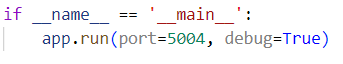 if __name__ == '__main__':
    app.run(port=5004, debug=True)